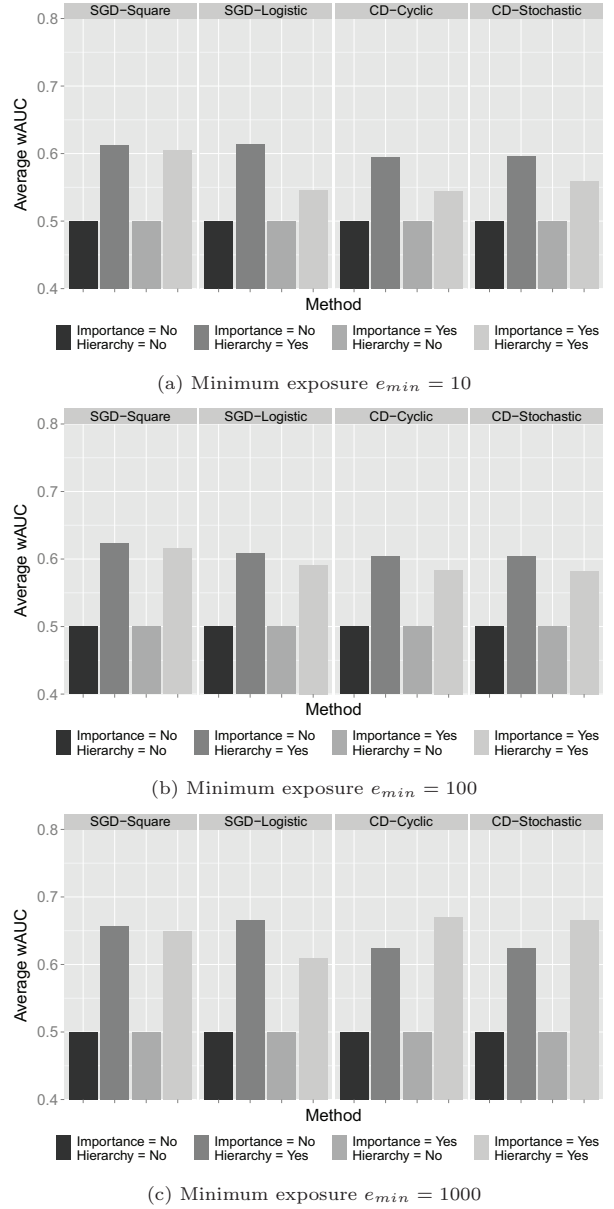 SGD−Square SGD−Logistic CD−Cyclic CD−Stochastic
0.8
0.7
0.6
0.5
0.4
Average wAUC
Method
Importance = No Importance = No Importance = Yes Importance = Yes
Hierarchy = No Hierarchy = Yes Hierarchy = No Hierarchy = Yes
(a) Minimum exposure e_min = 10
SGD−Square SGD−Logistic CD−Cyclic CD−Stochastic
0.8
0.7
0.6
0.5
0.4
Average wAUC
Method
Importance = No Importance = No Importance = Yes Importance = Yes
Hierarchy = No Hierarchy = Yes Hierarchy = No Hierarchy = Yes
(b) Minimum exposure e_min = 100
SGD−Square SGD−Logistic CD−Cyclic CD−Stochastic
0.8
0.7
0.6
0.5
0.4
Average wAUC
Method
Importance = No Importance = No Importance = Yes Importance = Yes
Hierarchy = No Hierarchy = Yes Hierarchy = No Hierarchy = Yes
(c) Minimum exposure e_min = 1000